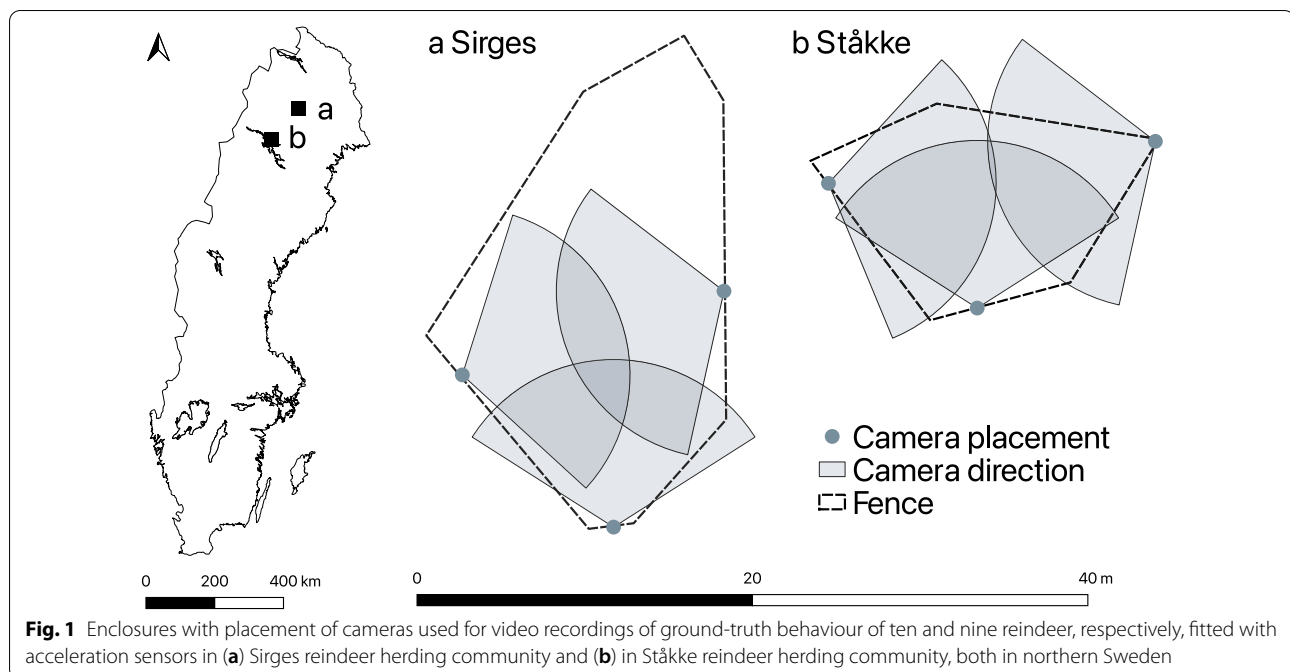 a Sirges
b Ståkke
a
b
Camera placement
Camera direction
Fence
0 200 400 km
0 20 40 m
Fig. 1 Enclosures with placement of cameras used for video recordings of ground-truth behaviour of ten and nine reindeer, respectively, fitted with
acceleration sensors in (a) Sirges reindeer herding community and (b) in Ståkke reindeer herding community, both in northern Sweden